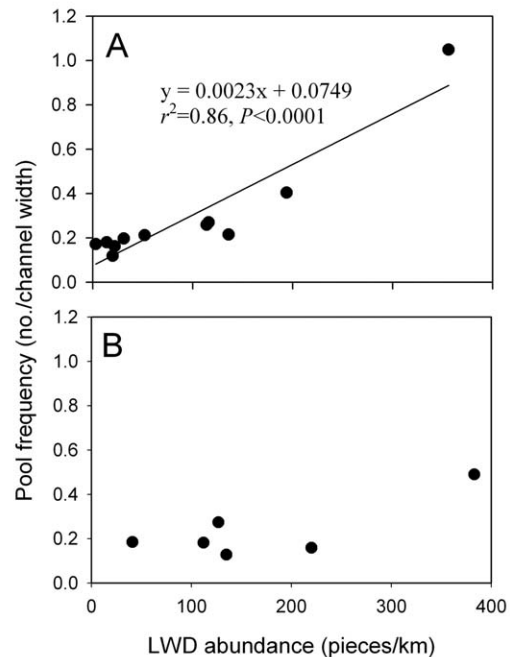 1.2
A
1.0
y = 0.0023x + 0.0749
r²=0.86, P<0.0001
0.8
0.6
0.4
0.2
0.0
Pool frequency (no./channel width)
1.2
B
1.0
0.8
0.6
0.4
0.2
0.0
0 100 200 300 400
LWD abundance (pieces/km)